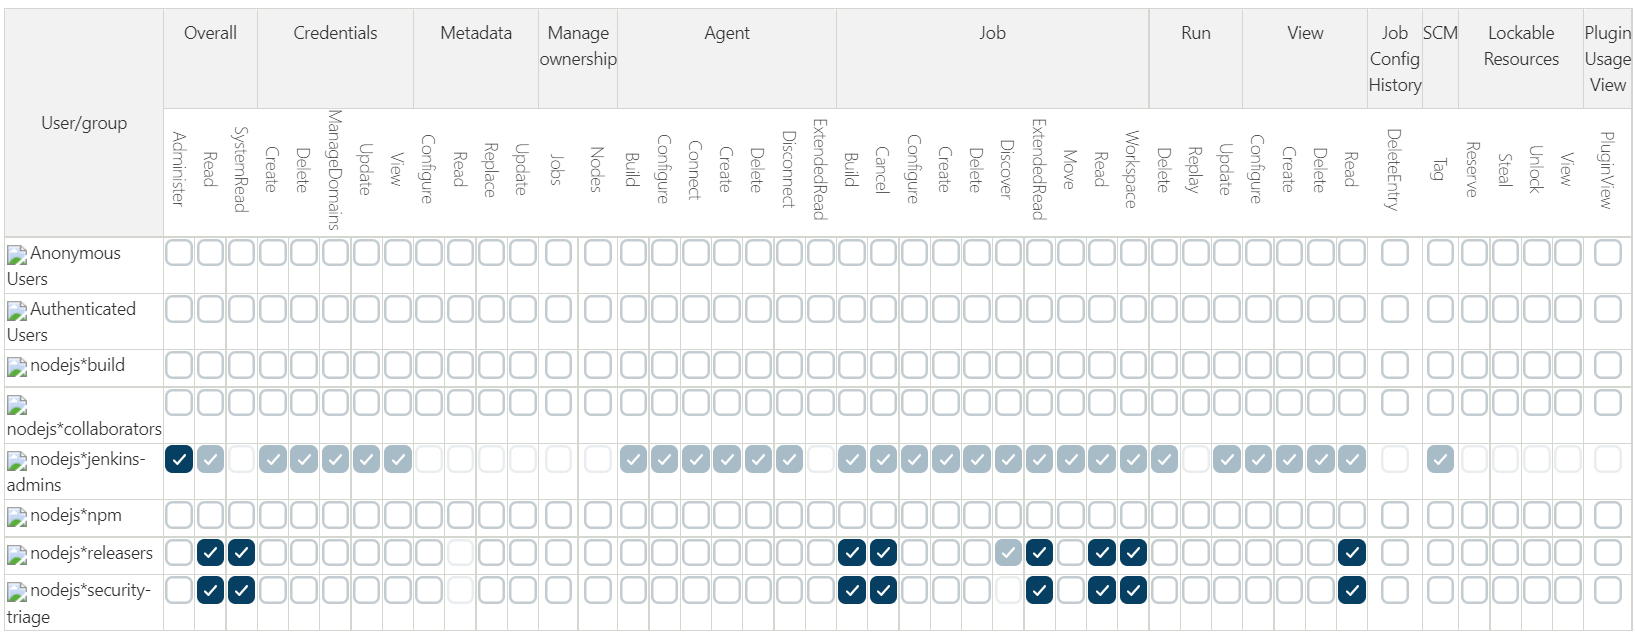 User/group
Overall
Credentials
Metadata
Manage
ownership
Agent
Job
Run
View
Job
Config
History
SCM
Lockable
Resources
Plugin
Usage
View
Administer
Read
SystemRead
Create
Delete
ManageDomains
Update
View
Configure
Read
Replace
Update
Jobs
Nodes
Build
Configure
Connect
Create
Delete
Disconnect
ExtendedRead
Build
Cancel
Configure
Create
Delete
Discover
ExtendedRead
Move
Read
Workspace
Delete
Replay
Update
Configure
Create
Delete
Read
DeleteEntry
Tag
Reserve
Steal
Unlock
View
PluginView
Anonymous
Users
Authenticated
Users
nodejs*build
nodejs*collaborators
nodejs*jenkins-
admins
nodejs*npm
nodejs*releasers
nodejs*security-
triage